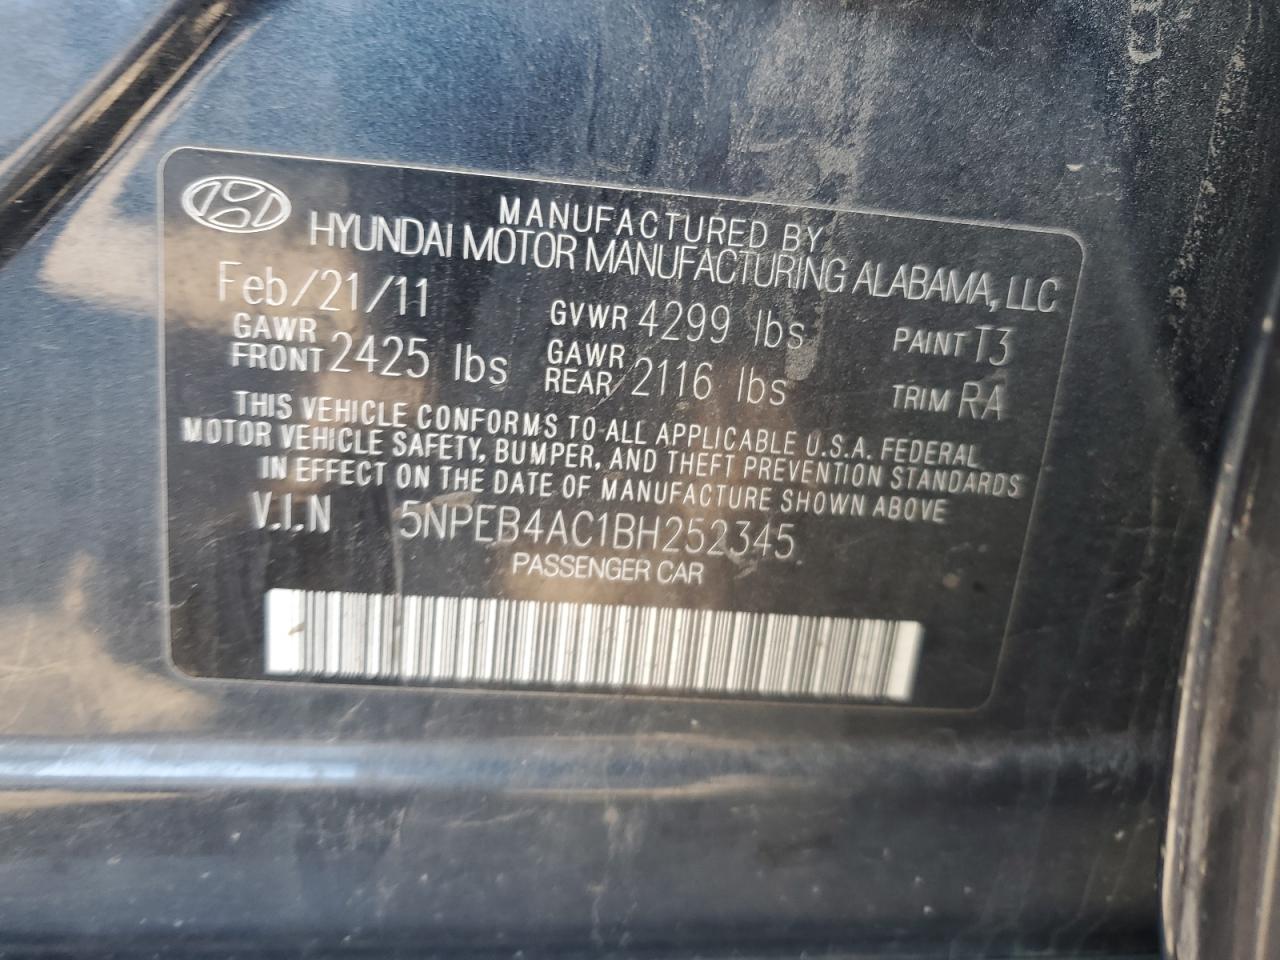 MANUFACTURED BY
HYUNDAI MOTOR MANUFACTURING ALABAMA, LLC
Feb/21/11 GVWR 4299 lbs PAINT T3
GAWR FRONT 2425 lbs GAWR REAR 2116 lbs TRIM RA
THIS VEHICLE CONFORMS TO ALL APPLICABLE U.S.A. FEDERAL
MOTOR VEHICLE SAFETY, BUMPER, AND THEFT PREVENTION STANDARDS
IN EFFECT ON THE DATE OF MANUFACTURE SHOWN ABOVE
V.I.N 5NPEB4AC1BH252345
PASSENGER CAR